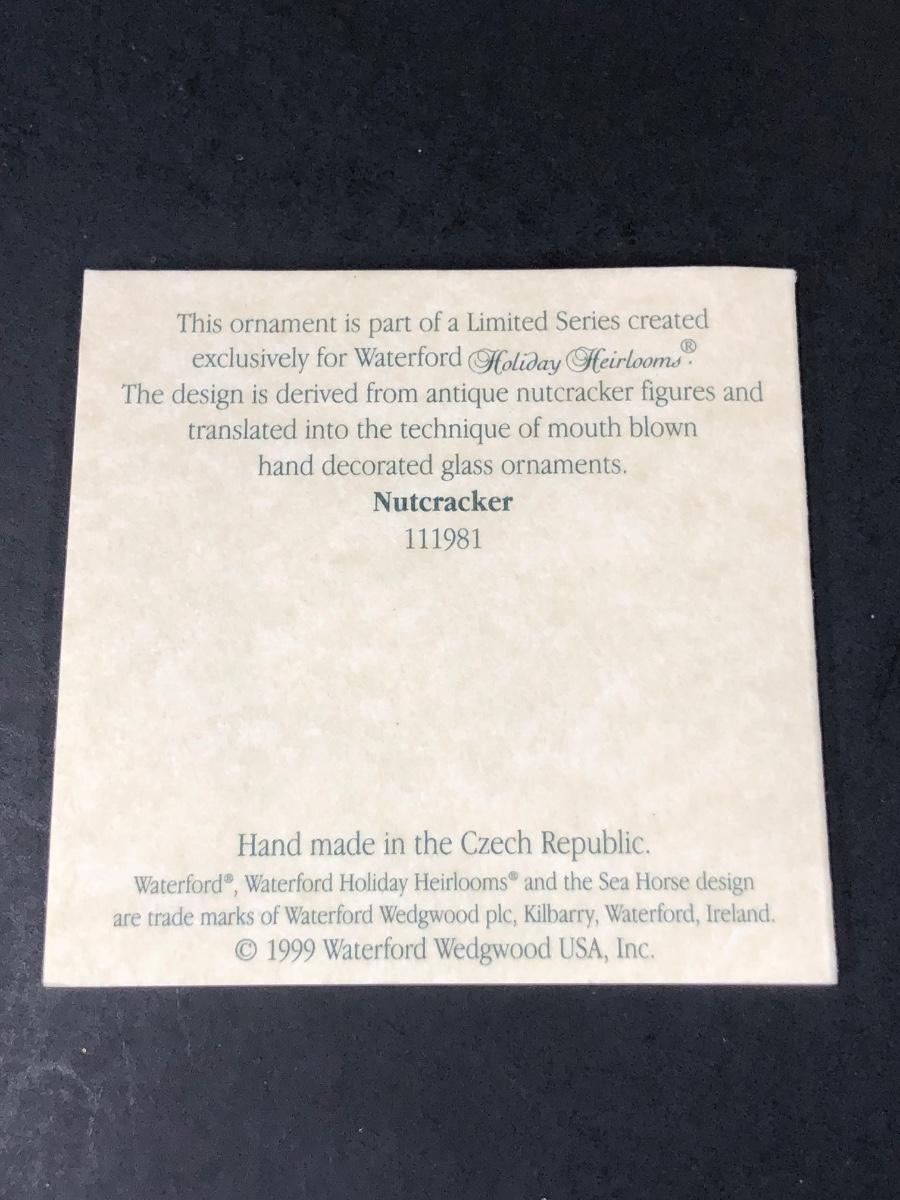 This ornament is part of a Limited Series created
exclusively for Waterford Holiday Heirlooms®.
The design is derived from antique nutcracker figures and
translated into the technique of mouth blown
hand decorated glass ornaments.
Nutcracker
111981
Hand made in the Czech Republic.
Waterford®, Waterford Holiday Heirlooms® and the Sea Horse design
are trade marks of Waterford Wedgwood plc, Kilbarry, Waterford, Ireland.
© 1999 Waterford Wedgwood USA, Inc.